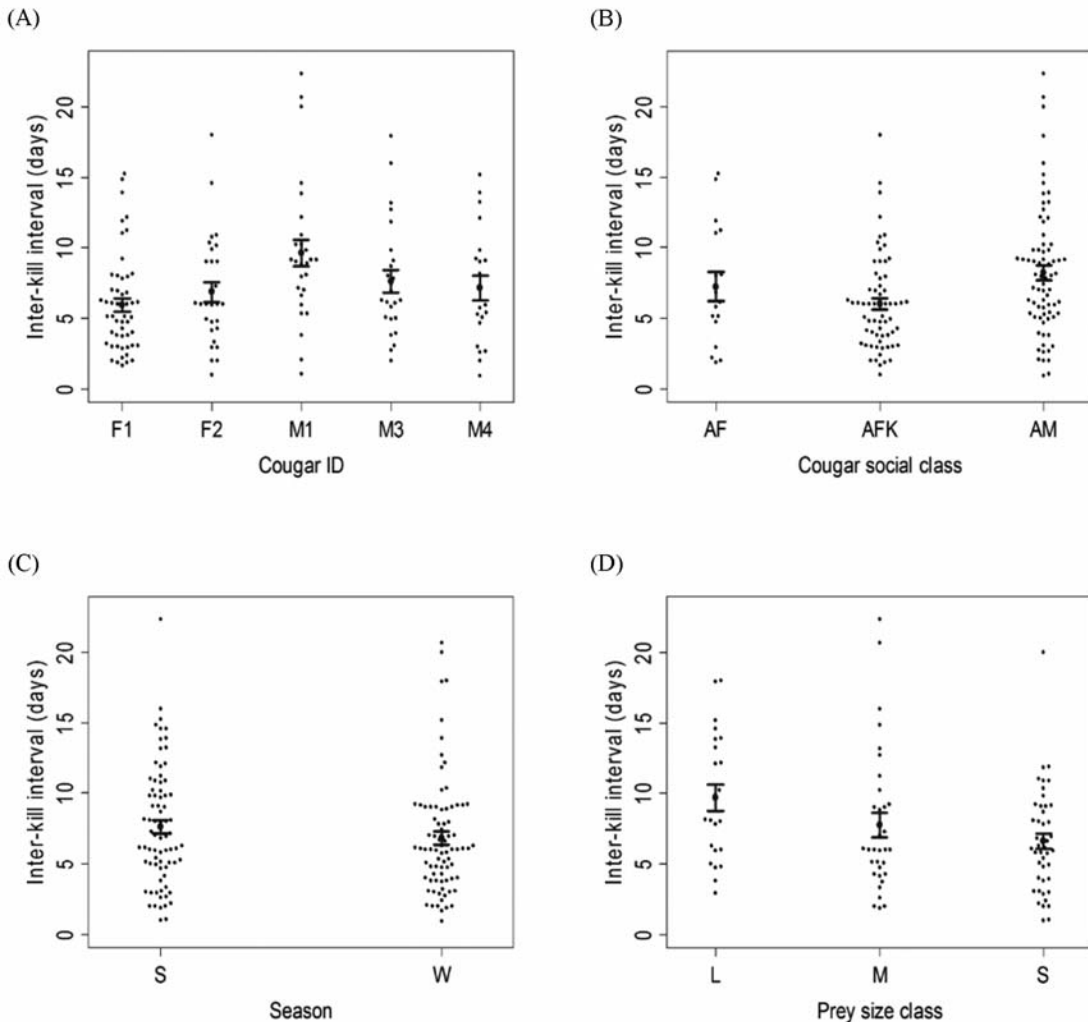 (A)
Inter-kill interval (days)
20
15
10
5
0
F1 F2 M1 M3 M4
Cougar ID
(B)
Inter-kill interval (days)
20
15
10
5
0
AF AFK AM
Cougar social class
(C)
Inter-kill interval (days)
20
15
10
5
0
S W
Season
(D)
Inter-kill interval (days)
20
15
10
5
0
L M S
Prey size class